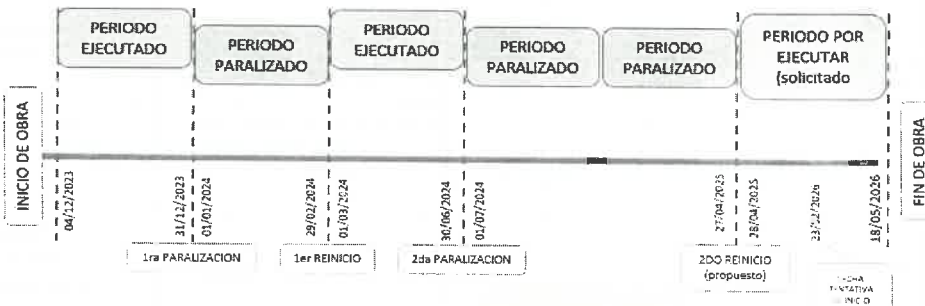 PERIODO
EJECUTADO
PERIODO
PARALIZADO
PERIODO
EJECUTADO
PERIODO
PARALIZADO
PERIODO
PARALIZADO
PERIODO POR
EJECUTAR
(solicitado
INICIO DE OBRA
FIN DE OBRA
04/12/2023
31/12/2023
01/01/2024
29/02/2024
01/03/2024
30/06/2024
01/07/2024
27/04/2025
28/04/2025
18/05/2026
1ra PARALIZACION
1er REINICIO
2da PARALIZACION
2DO REINICIO
(propuesto)
FECHA
TENTATIVA
INICIO